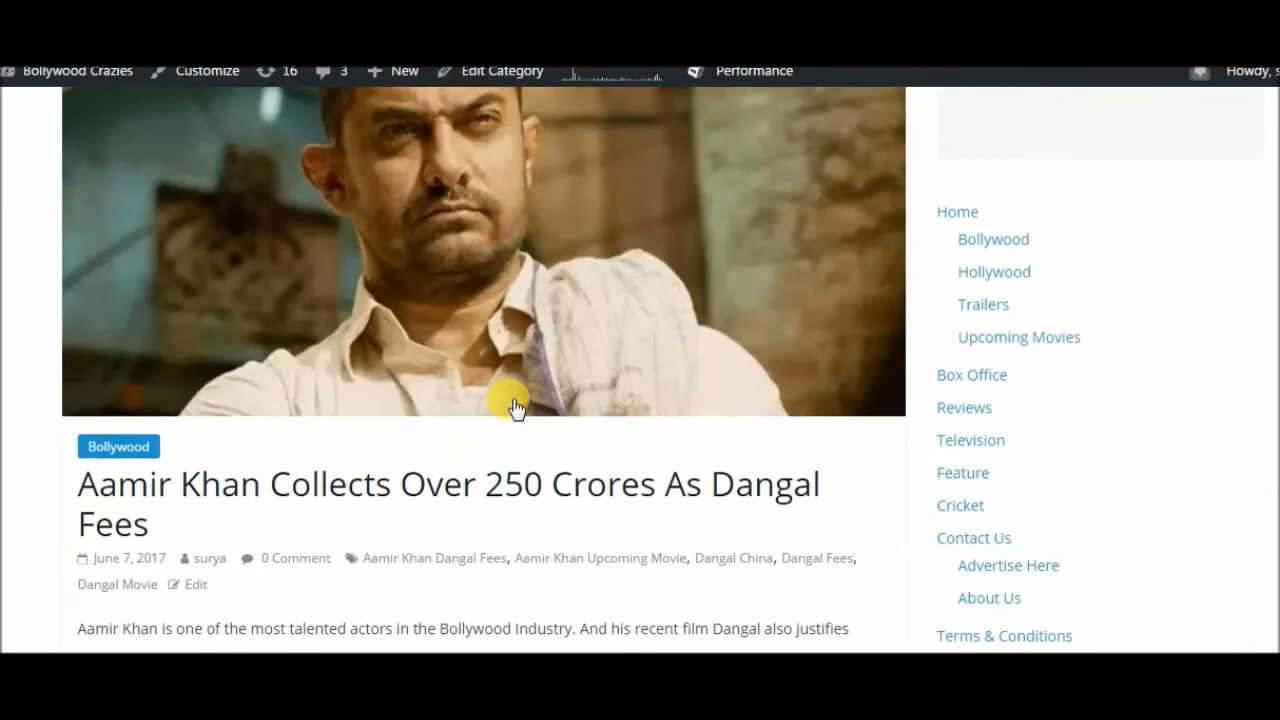 Bollywood Crazies Customize 16 3 New Edit Category Performance Howdy, s
Home
Bollywood
Hollywood
Trailers
Upcoming Movies
Box Office
Reviews
Television
Feature
Cricket
Contact Us
Advertise Here
About Us
Terms & Conditions
Bollywood
Aamir Khan Collects Over 250 Crores As Dangal
Fees
June 7, 2017 surya 0 Comment Aamir Khan Dangal Fees, Aamir Khan Upcoming Movie, Dangal China, Dangal Fees,
Dangal Movie Edit
Aamir Khan is one of the most talented actors in the Bollywood Industry. And his recent film Dangal also justifies